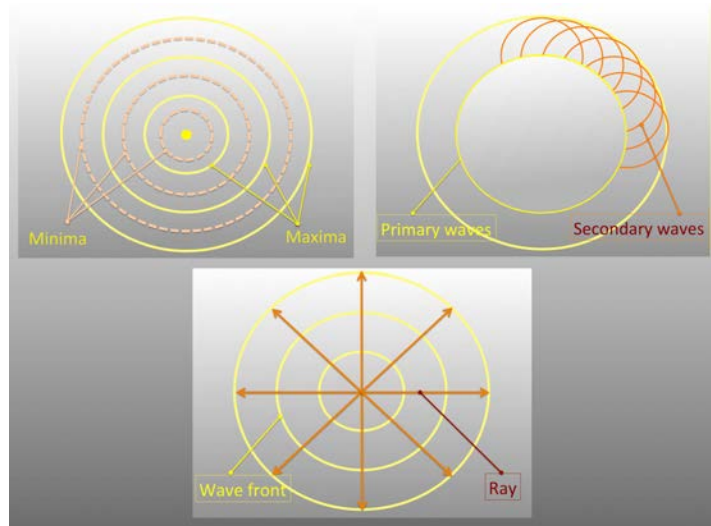 Minima
Maxima
Primary waves
Secondary waves
Wave front
Ray